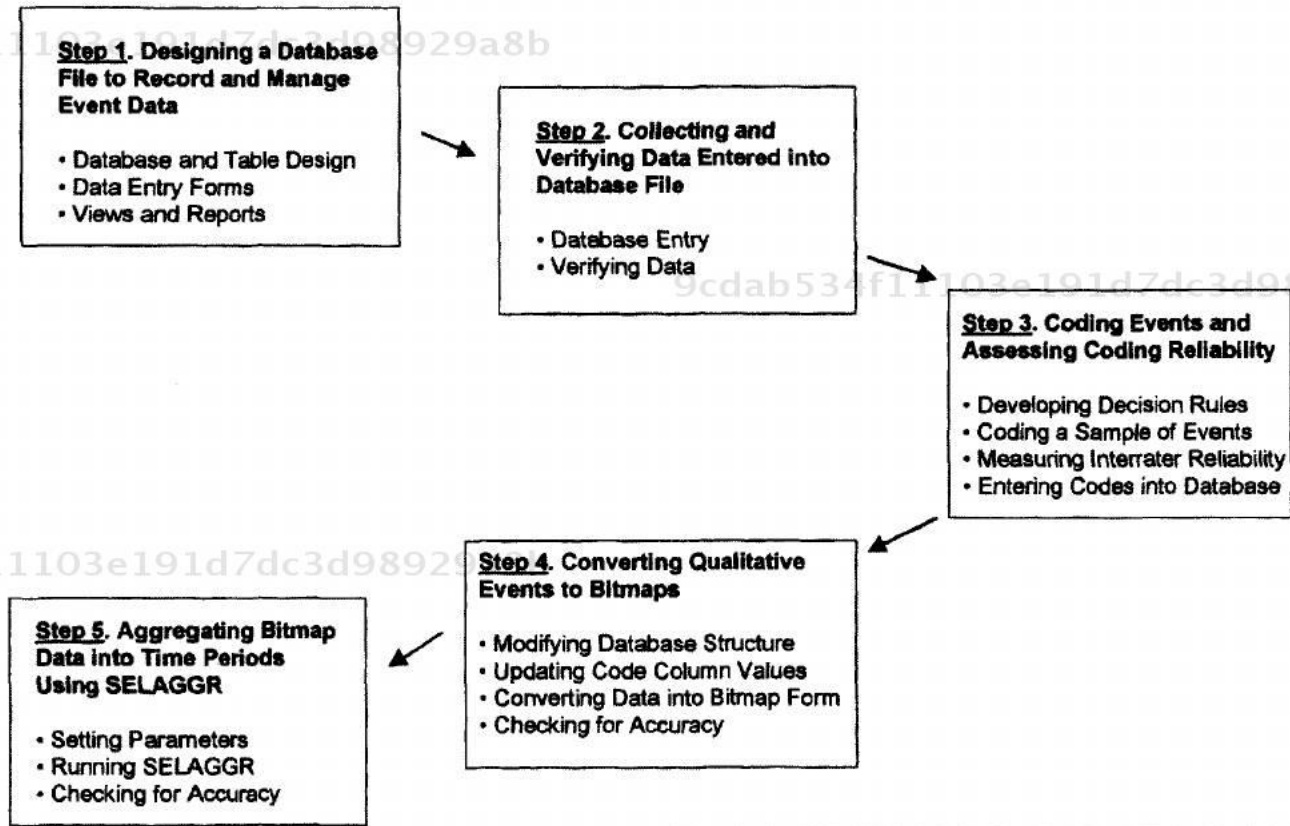 11103e191d7dc3d98929a8b
Step 1. Designing a Database
File to Record and Manage
Event Data
• Database and Table Design
• Data Entry Forms
• Views and Reports
Step 2. Collecting and
Verifying Data Entered into
Database File
• Database Entry
• Verifying Data
9cdab534f11103e191d7dc3d98
Step 3. Coding Events and
Assessing Coding Reliability
• Developing Decision Rules
• Coding a Sample of Events
• Measuring Interrater Reliability
• Entering Codes into Database
1103e191d7dc3d98929
Step 4. Converting Qualitative
Events to Bitmaps
• Modifying Database Structure
• Updating Code Column Values
• Converting Data into Bitmap Form
• Checking for Accuracy
Step 5. Aggregating Bitmap
Data into Time Periods
Using SELAGGR
• Setting Parameters
• Running SELAGGR
• Checking for Accuracy